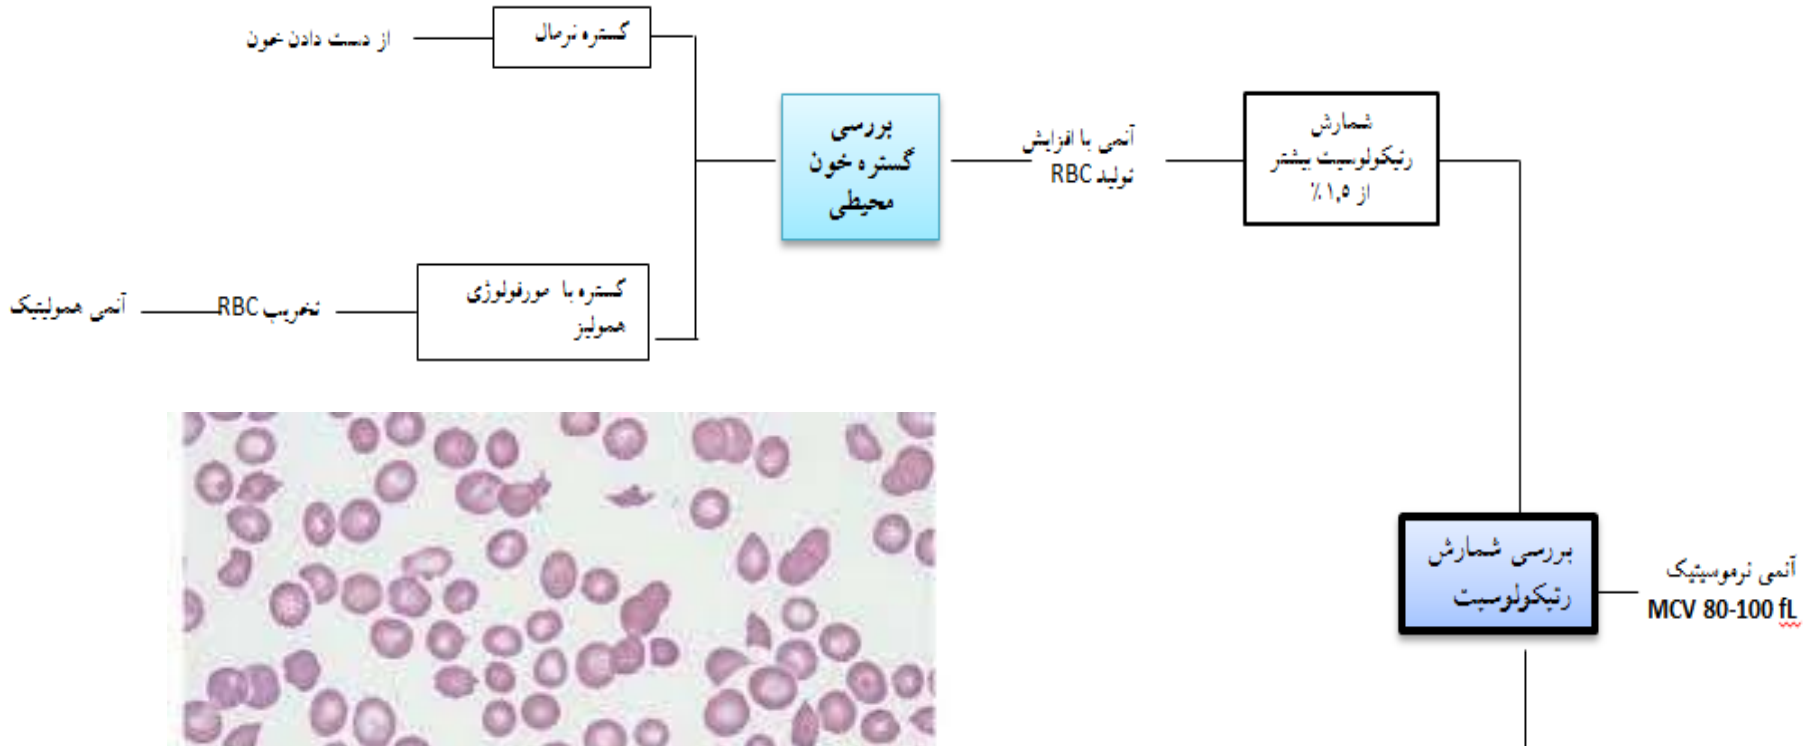 آنمی نرموسیتیک
MCV 80-100 fL
بررسی شمارش
رتیکولوسیت
شمارش
رتیکولوسیت بیشتر
از ۱,۵ ٪
آنمی با افزایش
تولید RBC
بررسی
گستره خون
محیطی
گستره نرمال
از دست دادن خون
گستره با مورفولوژی
همولیز
تخریب RBC
آنمی همولیتیک